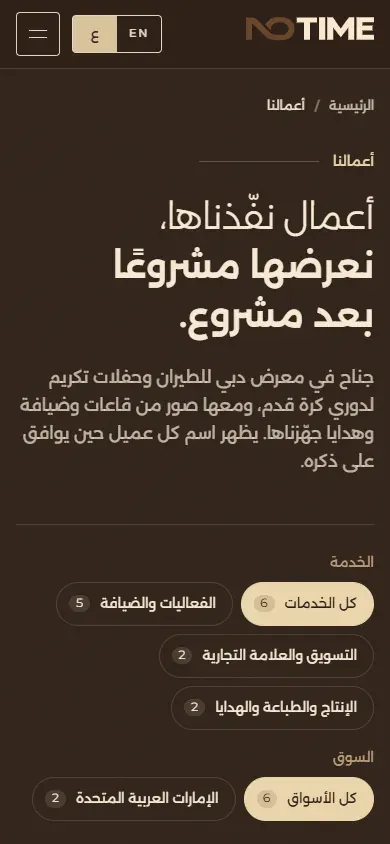 NOTIME
EN
ع
الرئيسية / أعمالنا
أعمالنا
أعمال نفّذناها،
نعرضها مشروعًا
بعد مشروع.
جناح في معرض دبي للطيران وحفلات تكريم
لدوري كرة قدم، ومعها صور من قاعات وضيافة
وهدايا جهّزناها. يظهر اسم كل عميل حين يوافق
على ذكره.
الخدمة
كل الخدمات 6
الفعاليات والضيافة 5
التسويق والعلامة التجارية 2
الإنتاج والطباعة والهدايا 2
السوق
كل الأسواق 6
الإمارات العربية المتحدة 2